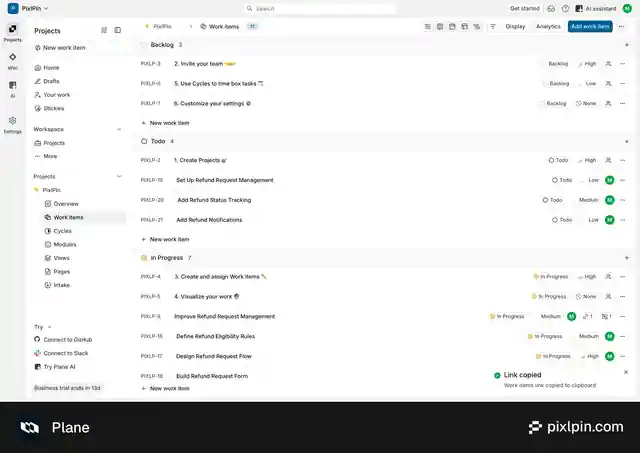 PixlPin
Search
Get started
AI assistant
M
Projects
Wiki
AI
Settings
Projects
New work item
Home
Drafts
Your work
Stickies
Workspace
Projects
More
Projects
PixlPin
Overview
Work items
Cycles
Modules
Views
Pages
Intake
Try
Connect to GitHub
Connect to Slack
Try Plane AI
Business trial ends in 13d
PixlPin › Work items
Display Analytics Add work item
Backlog 3
PIXLP-3 2. Invite your team Backlog High
5. Use Cycles to time box tasks Backlog Low
6. Customize your settings Backlog None
+ New work item
Todo 4
PIXLP-2 1. Create Projects Todo High
PIXLP-19 Set Up Refund Request Management Todo Low M
PIXLP-20 Add Refund Status Tracking Todo Medium M
PIXLP-21 Add Refund Notifications Todo Low M
+ New work item
In Progress 7
PIXLP-4 3. Create and assign Work items In Progress High
PIXLP-5 4. Visualize your work In Progress None
Improve Refund Request Management In Progress Medium M 1 1
PIXLP-16 Define Refund Eligibility Rules In Progress Medium M
PIXLP-17 Design Refund Request Flow In Progress High M
PIXLP-18 Build Refund Request Form
+ New work item
Link copied
Work items link copied to clipboard
Plane
pixlpin.com